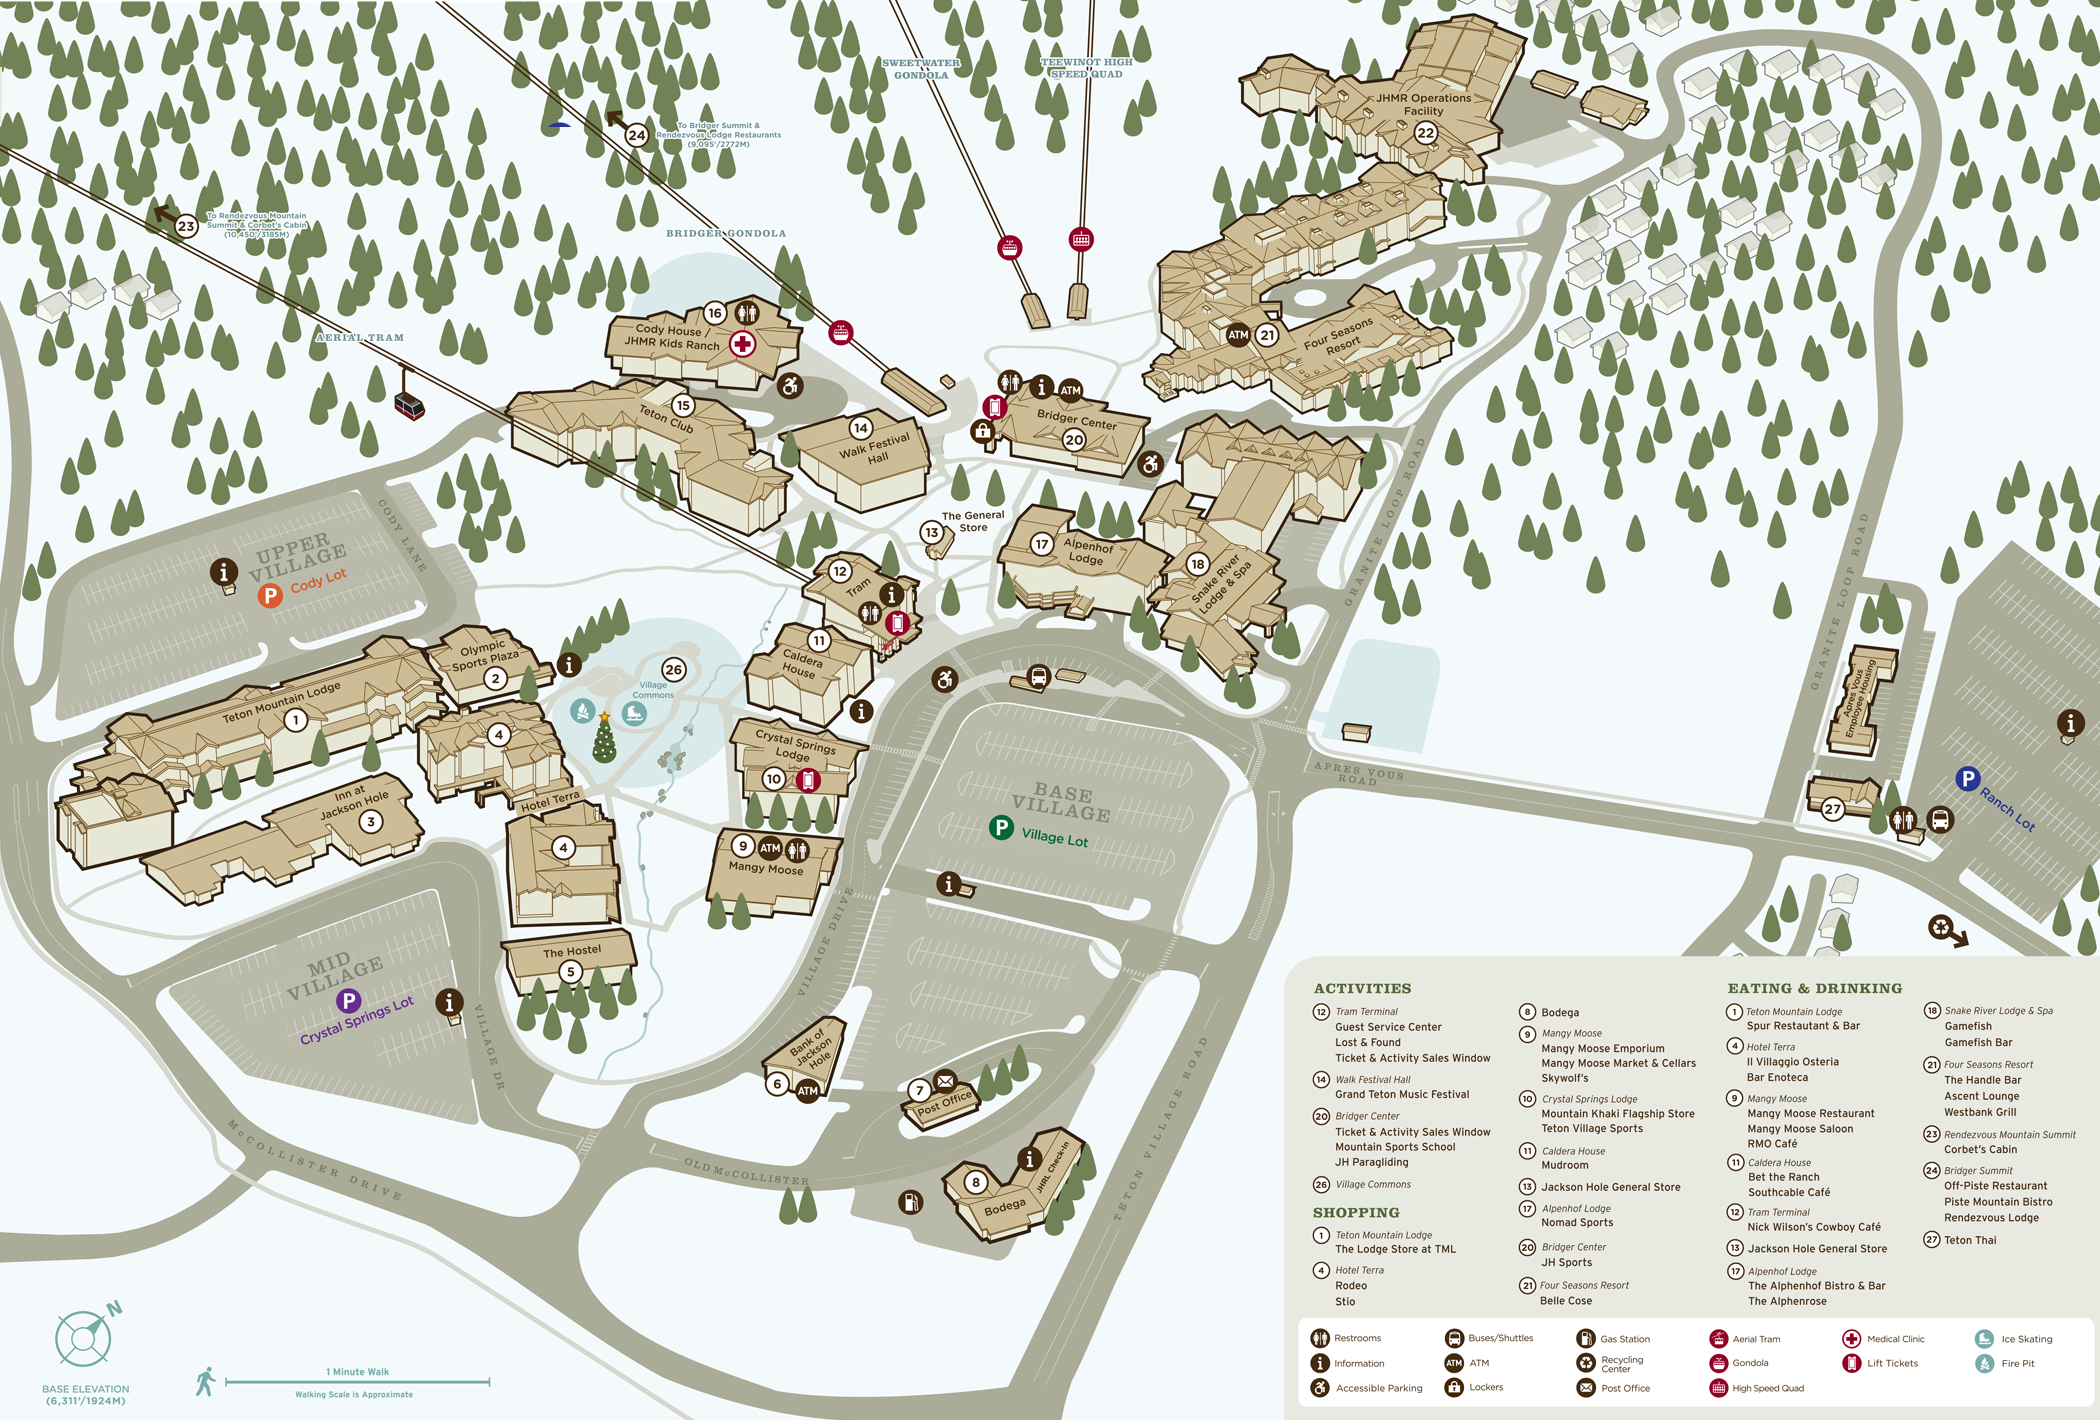 SWEETWATER
GONDOLA
TEEWINOT HIGH
SPEED QUAD
JHMR Operations
Facility
22
24
To Bridger Summit &
Rendezvous Lodge Restaurants
(9,095'/2772M)
23
To Rendezvous Mountain
Summit & Corbet's Cabin
(10,450'/3185M)
BRIDGER GONDOLA
AERIAL TRAM
16
Cody House /
JHMR Kids Ranch
15
Teton Club
14
Walk Festival
Hall
i
ATM
Bridger Center
20
ATM
21
Four Seasons
Resort
13
The General
Store
17
Alpenhof
Lodge
18
Snake River
Lodge & Spa
GRANITE LOOP ROAD
GRANITE LOOP ROAD
CODY LANE
UPPER
VILLAGE
i
P
Cody Lot
12
Tram
i
11
Caldera
House
i
Olympic
Sports Plaza
2
i
26
Village
Commons
Teton Mountain Lodge
1
4
Hotel Terra
4
Inn at
Jackson Hole
3
Crystal Springs
Lodge
10
9
ATM
Mangy Moose
BASE
VILLAGE
P
Village Lot
i
APRES VOUS
ROAD
Apres Vous
Employee Housing
27
i
P
Ranch Lot
MID
VILLAGE
P
Crystal Springs Lot
i
The Hostel
5
VILLAGE DR
VILLAGE DRIVE
Bank of
Jackson
Hole
6
ATM
7
Post Office
8
Bodega
i
JHRL Check-In
MCCOLLISTER DRIVE
OLD MCCOLLISTER
TETON VILLAGE ROAD
N
BASE ELEVATION
(6,311'/1924M)
1 Minute Walk
Walking Scale is Approximate
ACTIVITIES
12 Tram Terminal
Guest Service Center
Lost & Found
Ticket & Activity Sales Window
14 Walk Festival Hall
Grand Teton Music Festival
20 Bridger Center
Ticket & Activity Sales Window
Mountain Sports School
JH Paragliding
26 Village Commons
SHOPPING
1 Teton Mountain Lodge
The Lodge Store at TML
4 Hotel Terra
Rodeo
Stio
8 Bodega
9 Mangy Moose
Mangy Moose Emporium
Mangy Moose Market & Cellars
Skywolf's
10 Crystal Springs Lodge
Mountain Khaki Flagship Store
Teton Village Sports
11 Caldera House
Mudroom
13 Jackson Hole General Store
17 Alpenhof Lodge
Nomad Sports
20 Bridger Center
JH Sports
21 Four Seasons Resort
Belle Cose
EATING & DRINKING
1 Teton Mountain Lodge
Spur Restautant & Bar
4 Hotel Terra
Il Villaggio Osteria
Bar Enoteca
9 Mangy Moose
Mangy Moose Restaurant
Mangy Moose Saloon
RMO Café
11 Caldera House
Bet the Ranch
Southcable Café
12 Tram Terminal
Nick Wilson's Cowboy Café
13 Jackson Hole General Store
17 Alpenhof Lodge
The Alphenhof Bistro & Bar
The Alphenrose
18 Snake River Lodge & Spa
Gamefish
Gamefish Bar
21 Four Seasons Resort
The Handle Bar
Ascent Lounge
Westbank Grill
23 Rendezvous Mountain Summit
Corbet's Cabin
24 Bridger Summit
Off-Piste Restaurant
Piste Mountain Bistro
Rendezvous Lodge
27 Teton Thai
Restrooms
i Information
Accessible Parking
Buses/Shuttles
ATM ATM
Lockers
Gas Station
Recycling
Center
Post Office
Aerial Tram
Gondola
High Speed Quad
Medical Clinic
Lift Tickets
Ice Skating
Fire Pit